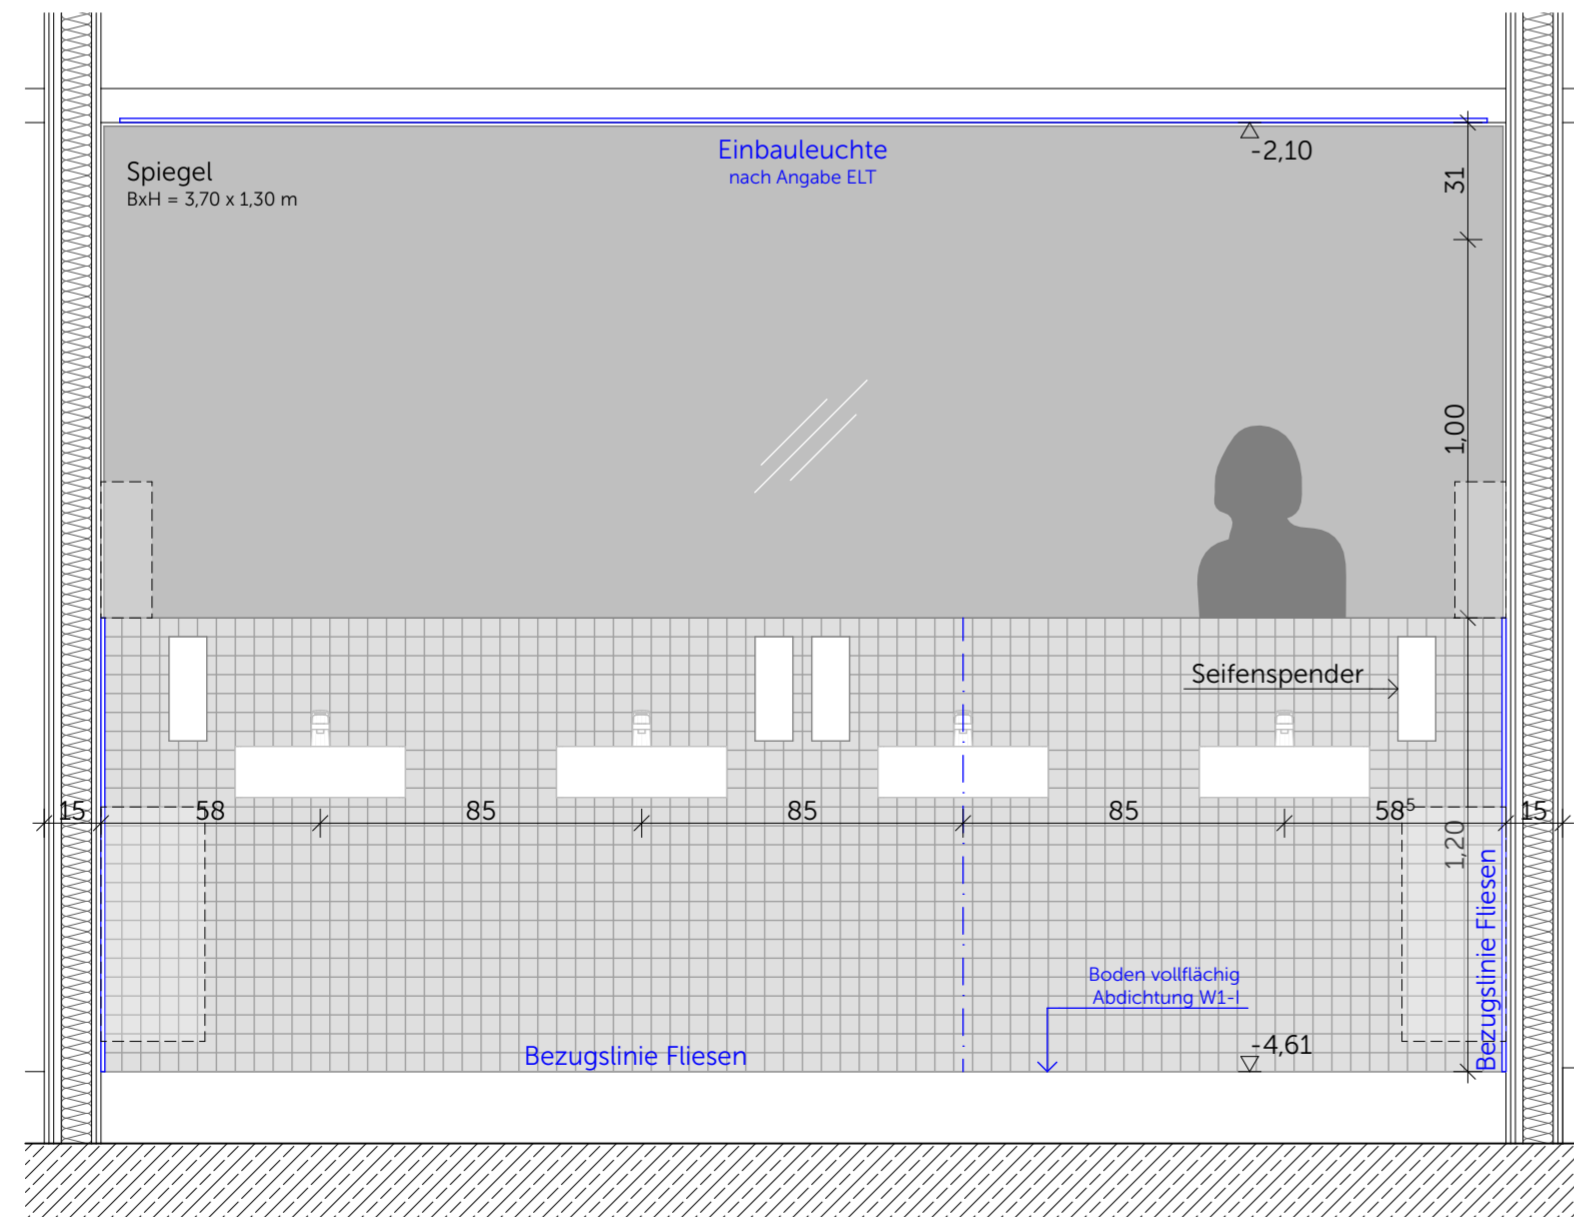 Einbauleuchte
nach Angabe ELT
-2,10
Spiegel
BxH = 3,70 x 1,30 m
31
1,00
Seifenspender
15
58
85
85
85
58⁵
15
1,20
Bezugslinie Fliesen
Boden vollflächig
Abdichtung W1-I
-4,61
Bezugslinie Fliesen